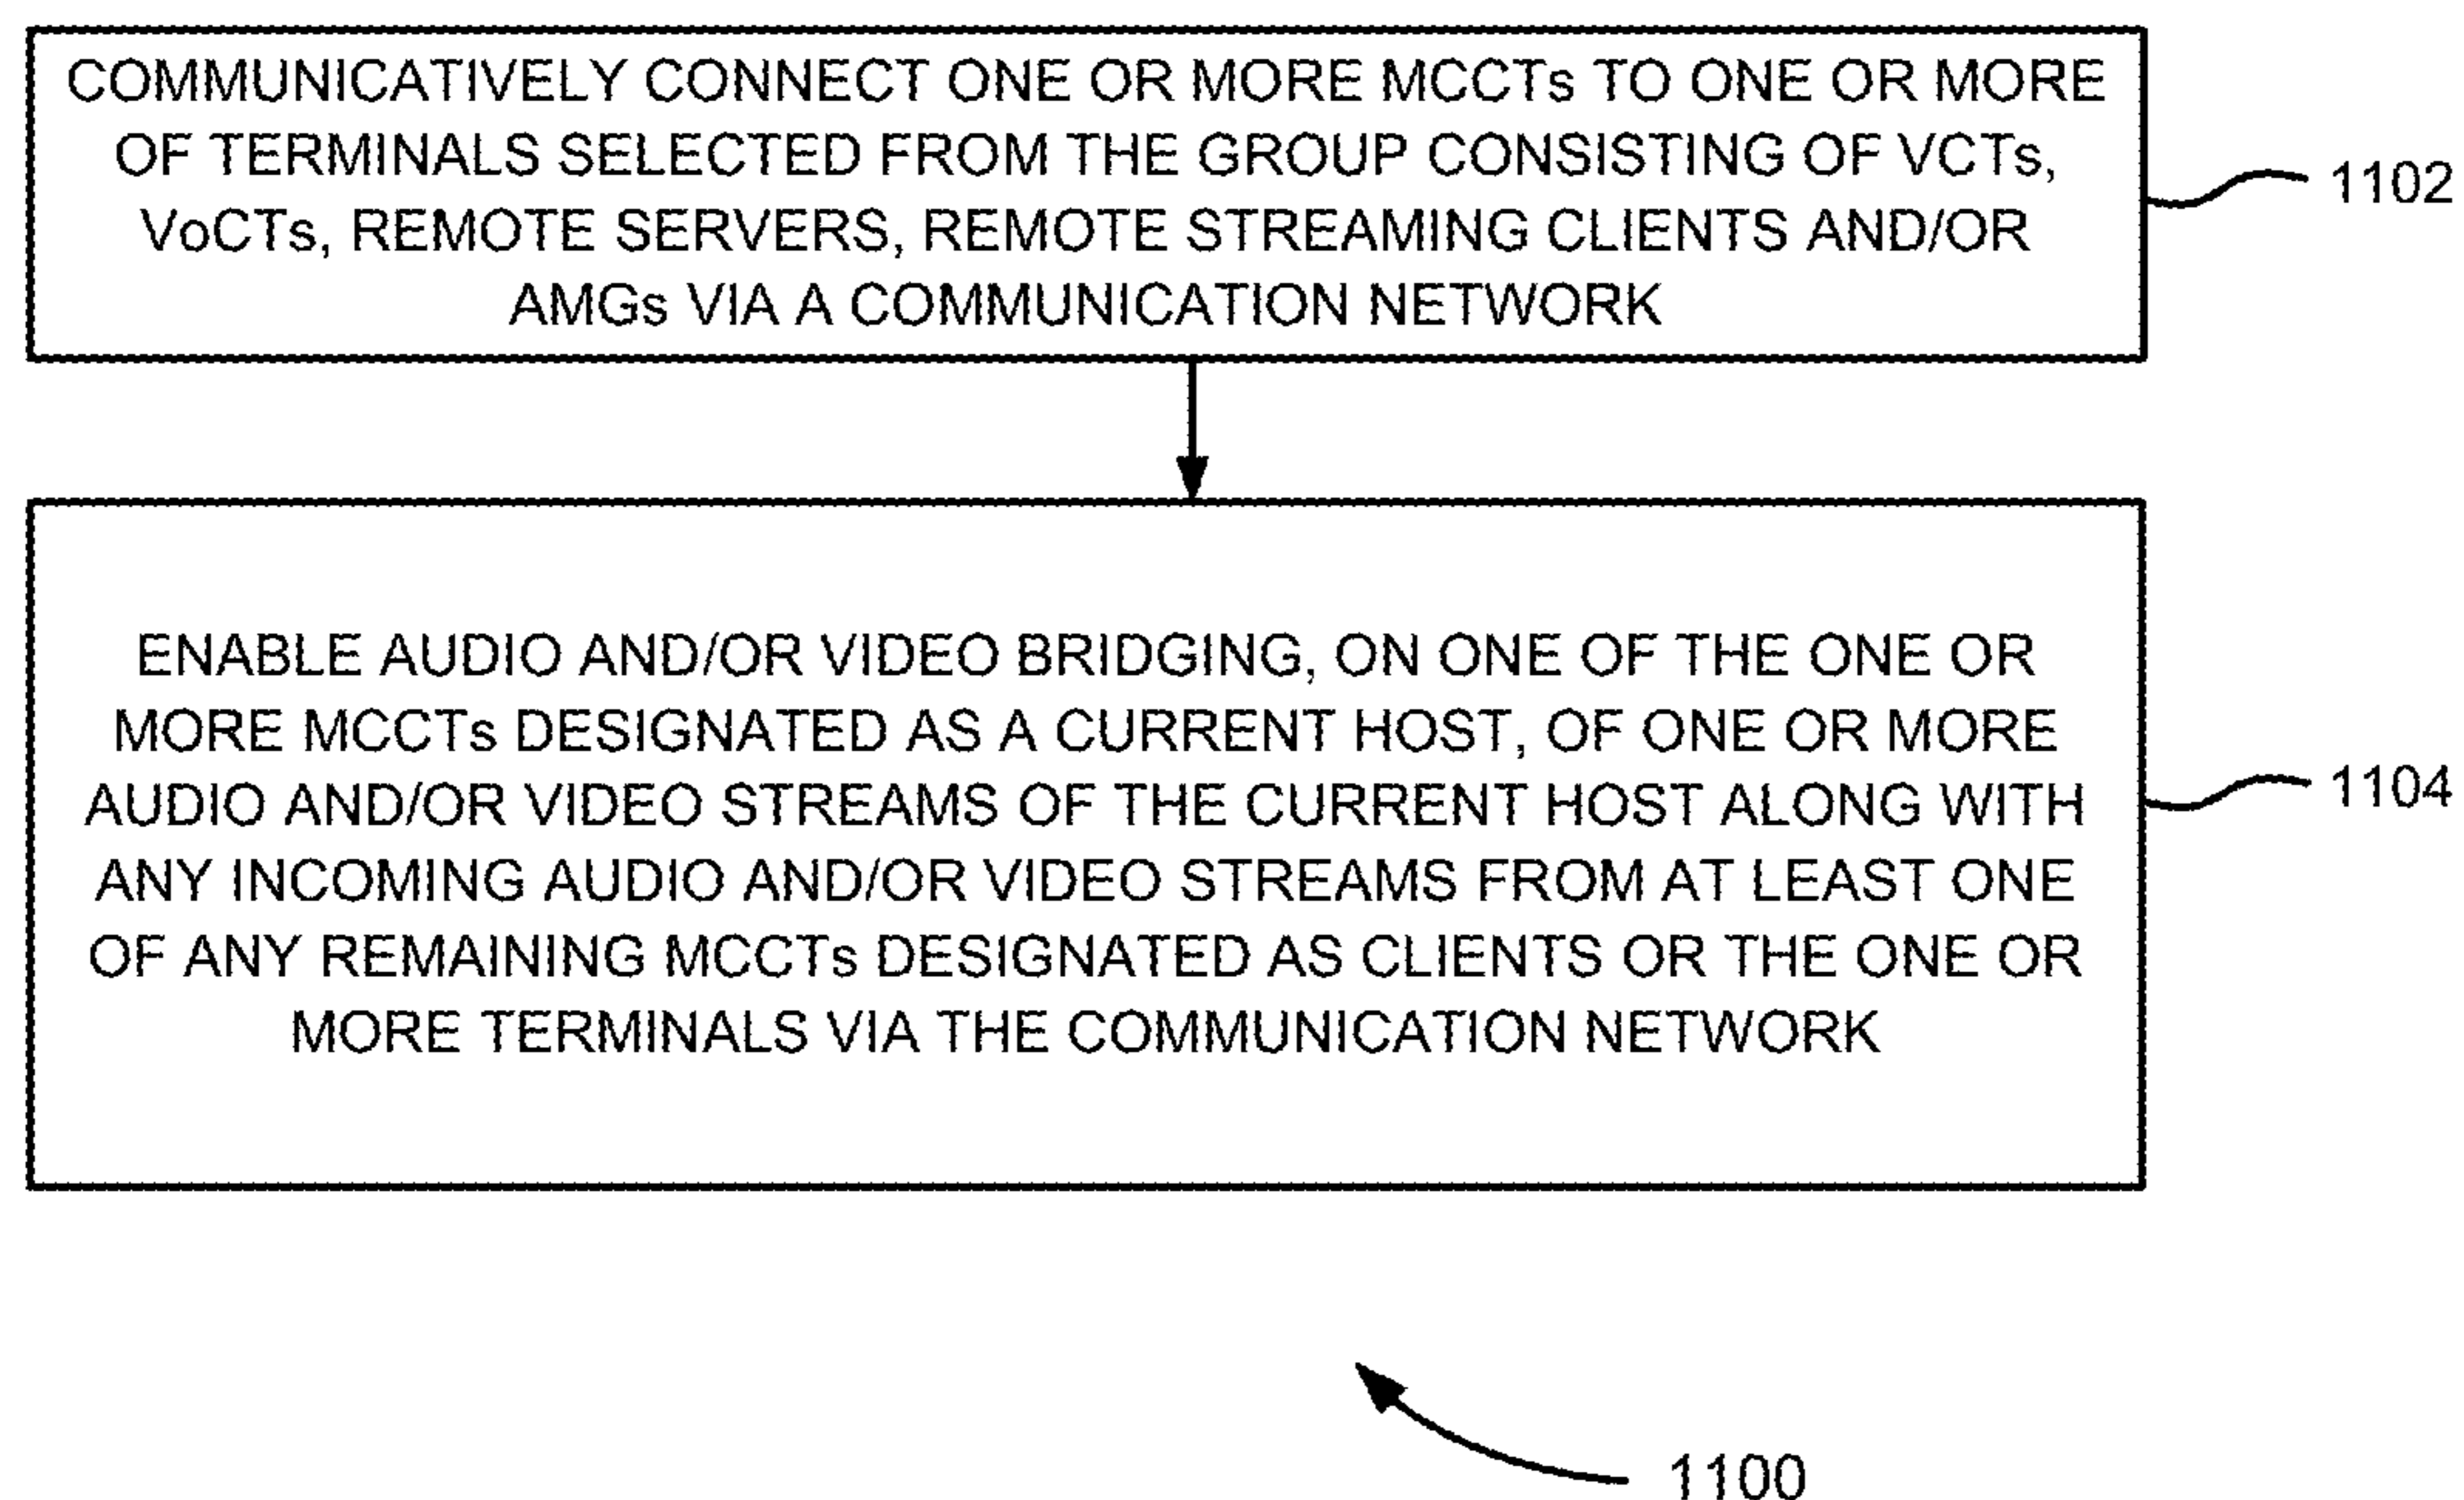 COMMUNICATIVELY CONNECT ONE OR MORE MCCTs TO ONE OR MORE
OF TERMINALS SELECTED FROM THE GROUP CONSISTING OF VCTs,
VoCTs, REMOTE SERVERS, REMOTE STREAMING CLIENTS AND/OR
AMGs VIA A COMMUNICATION NETWORK
1102
ENABLE AUDIO AND/OR VIDEO BRIDGING, ON ONE OF THE ONE OR
MORE MCCTs DESIGNATED AS A CURRENT HOST, OF ONE OR MORE
AUDIO AND/OR VIDEO STREAMS OF THE CURRENT HOST ALONG WITH
ANY INCOMING AUDIO AND/OR VIDEO STREAMS FROM AT LEAST ONE
OF ANY REMAINING MCCTs DESIGNATED AS CLIENTS OR THE ONE OR
MORE TERMINALS VIA THE COMMUNICATION NETWORK
1104
1100